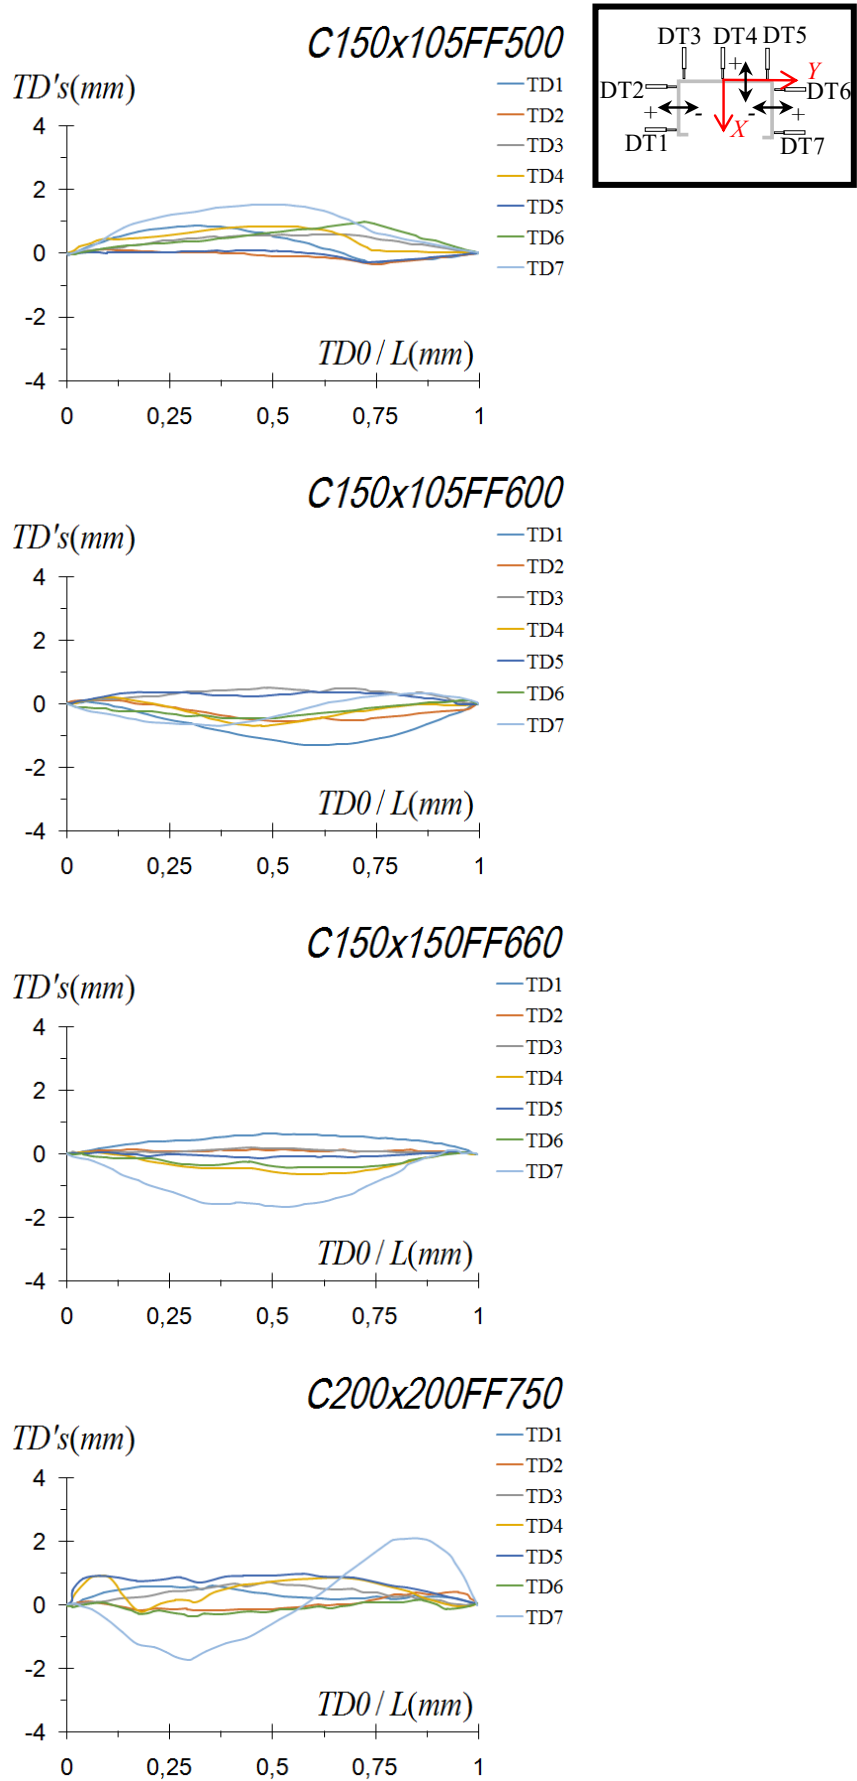 C150x105FF500
DT3 DT4 DT5
+
Y
DT2
DT6
+ - - +
DT1
X
DT7
TD's(mm)
TD1
TD2
TD3
TD4
TD5
TD6
TD7
4
2
0
-2
-4
TD0 / L(mm)
0 0,25 0,5 0,75 1
C150x105FF600
TD's(mm)
TD1
TD2
TD3
TD4
TD5
TD6
TD7
4
2
0
-2
-4
TD0 / L(mm)
0 0,25 0,5 0,75 1
C150x150FF660
TD's(mm)
TD1
TD2
TD3
TD4
TD5
TD6
TD7
4
2
0
-2
-4
TD0 / L(mm)
0 0,25 0,5 0,75 1
C200x200FF750
TD's(mm)
TD1
TD2
TD3
TD4
TD5
TD6
TD7
4
2
0
-2
-4
TD0 / L(mm)
0 0,25 0,5 0,75 1